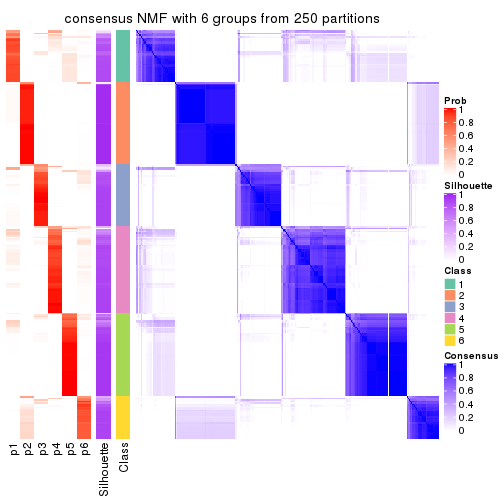 consensus NMF with 6 groups from 250 partitions
Prob
1
0.8
0.6
0.4
0.2
0
Silhouette
1
0.8
0.6
0.4
0.2
0
Class
1
2
3
4
5
6
Consensus
1
0.8
0.6
0.4
0.2
0
p1
p2
p3
p4
p5
p6
Silhouette
Class